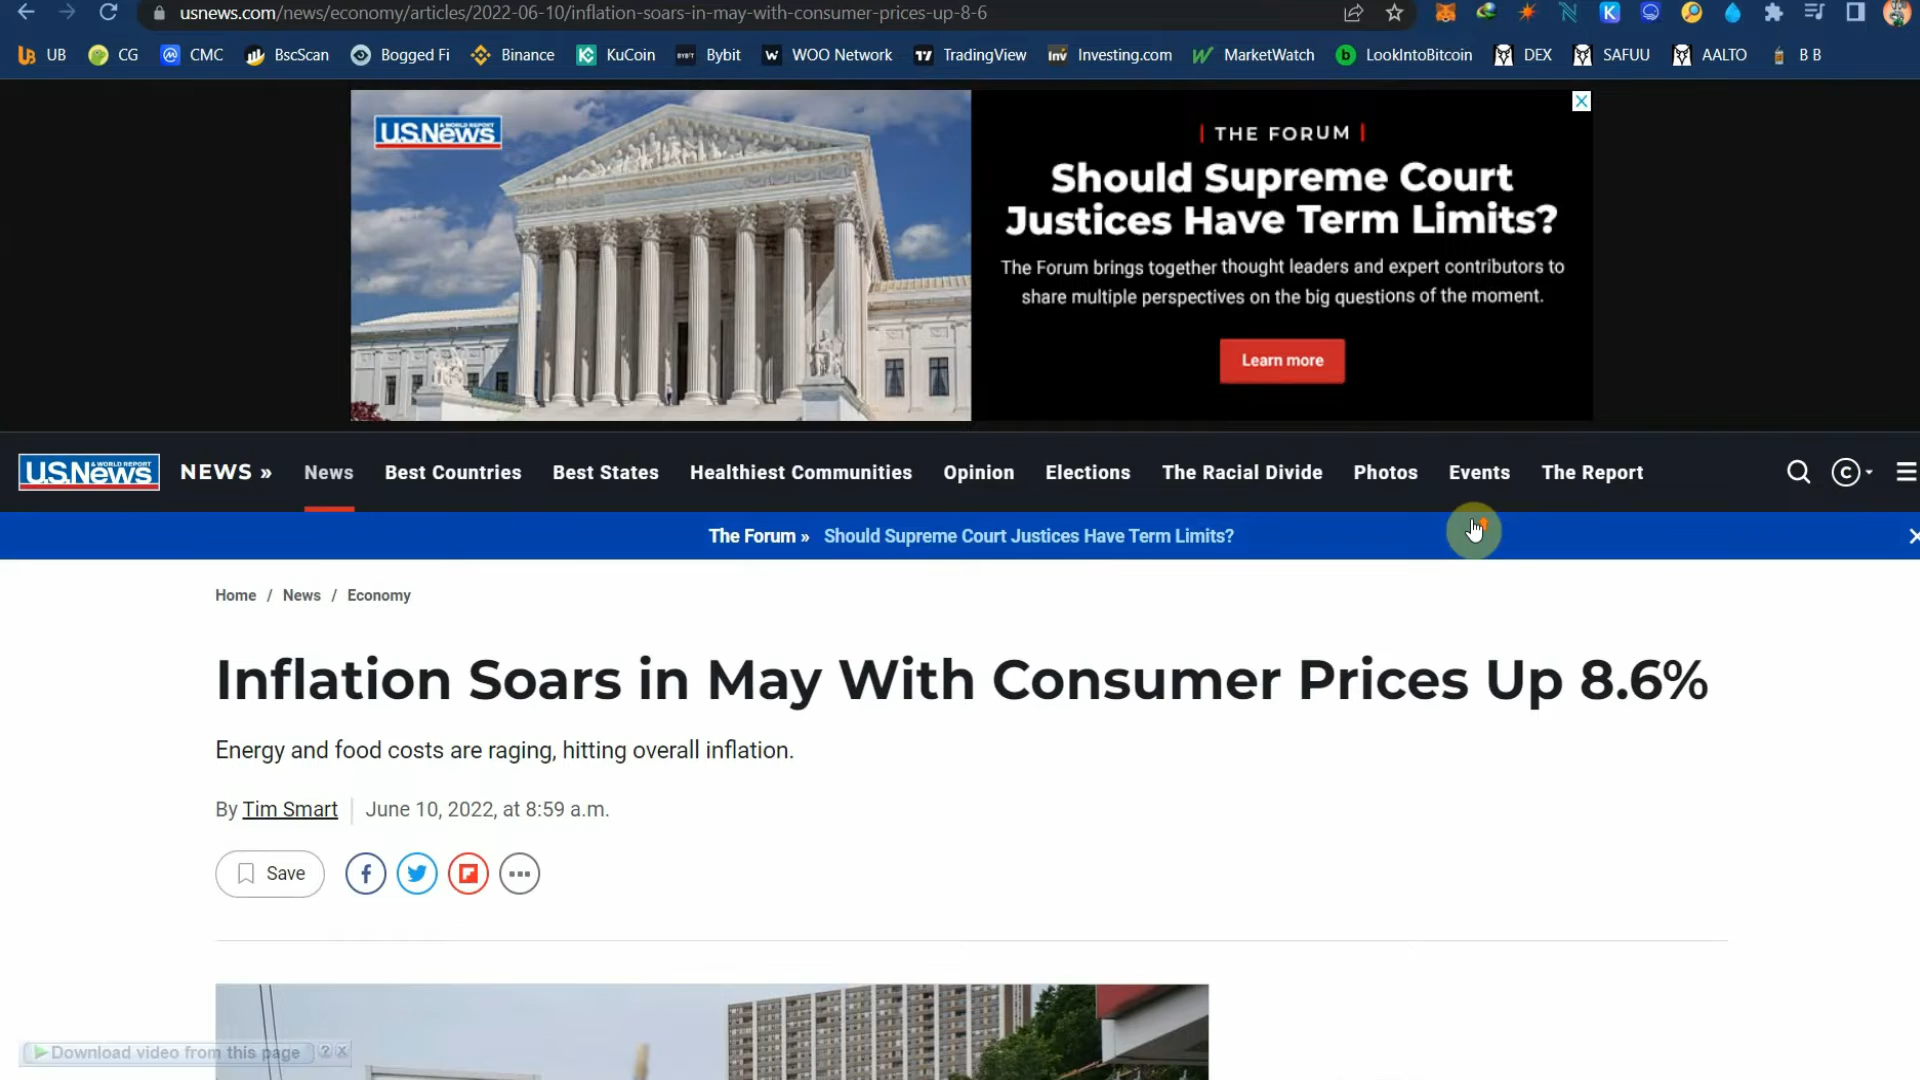 usnews.com/news/economy/articles/2022-06-10/inflation-soars-in-may-with-consumer-prices-up-8-6
UB CG CMC BscScan Bogged Fi Binance KuCoin Bybit WOO Network TradingView Investing.com MarketWatch LookIntoBitcoin DEX SAFUU AALTO B B
U.S.News
& WORLD REPORT
| THE FORUM |
Should Supreme Court
Justices Have Term Limits?
The Forum brings together thought leaders and expert contributors to
share multiple perspectives on the big questions of the moment.
Learn more
U.S.News & WORLD REPORT NEWS » News Best Countries Best States Healthiest Communities Opinion Elections The Racial Divide Photos Events The Report C
The Forum » Should Supreme Court Justices Have Term Limits?
Home / News / Economy
Inflation Soars in May With Consumer Prices Up 8.6%
Energy and food costs are raging, hitting overall inflation.
By Tim Smart | June 10, 2022, at 8:59 a.m.
Save
Download video from this page ? X